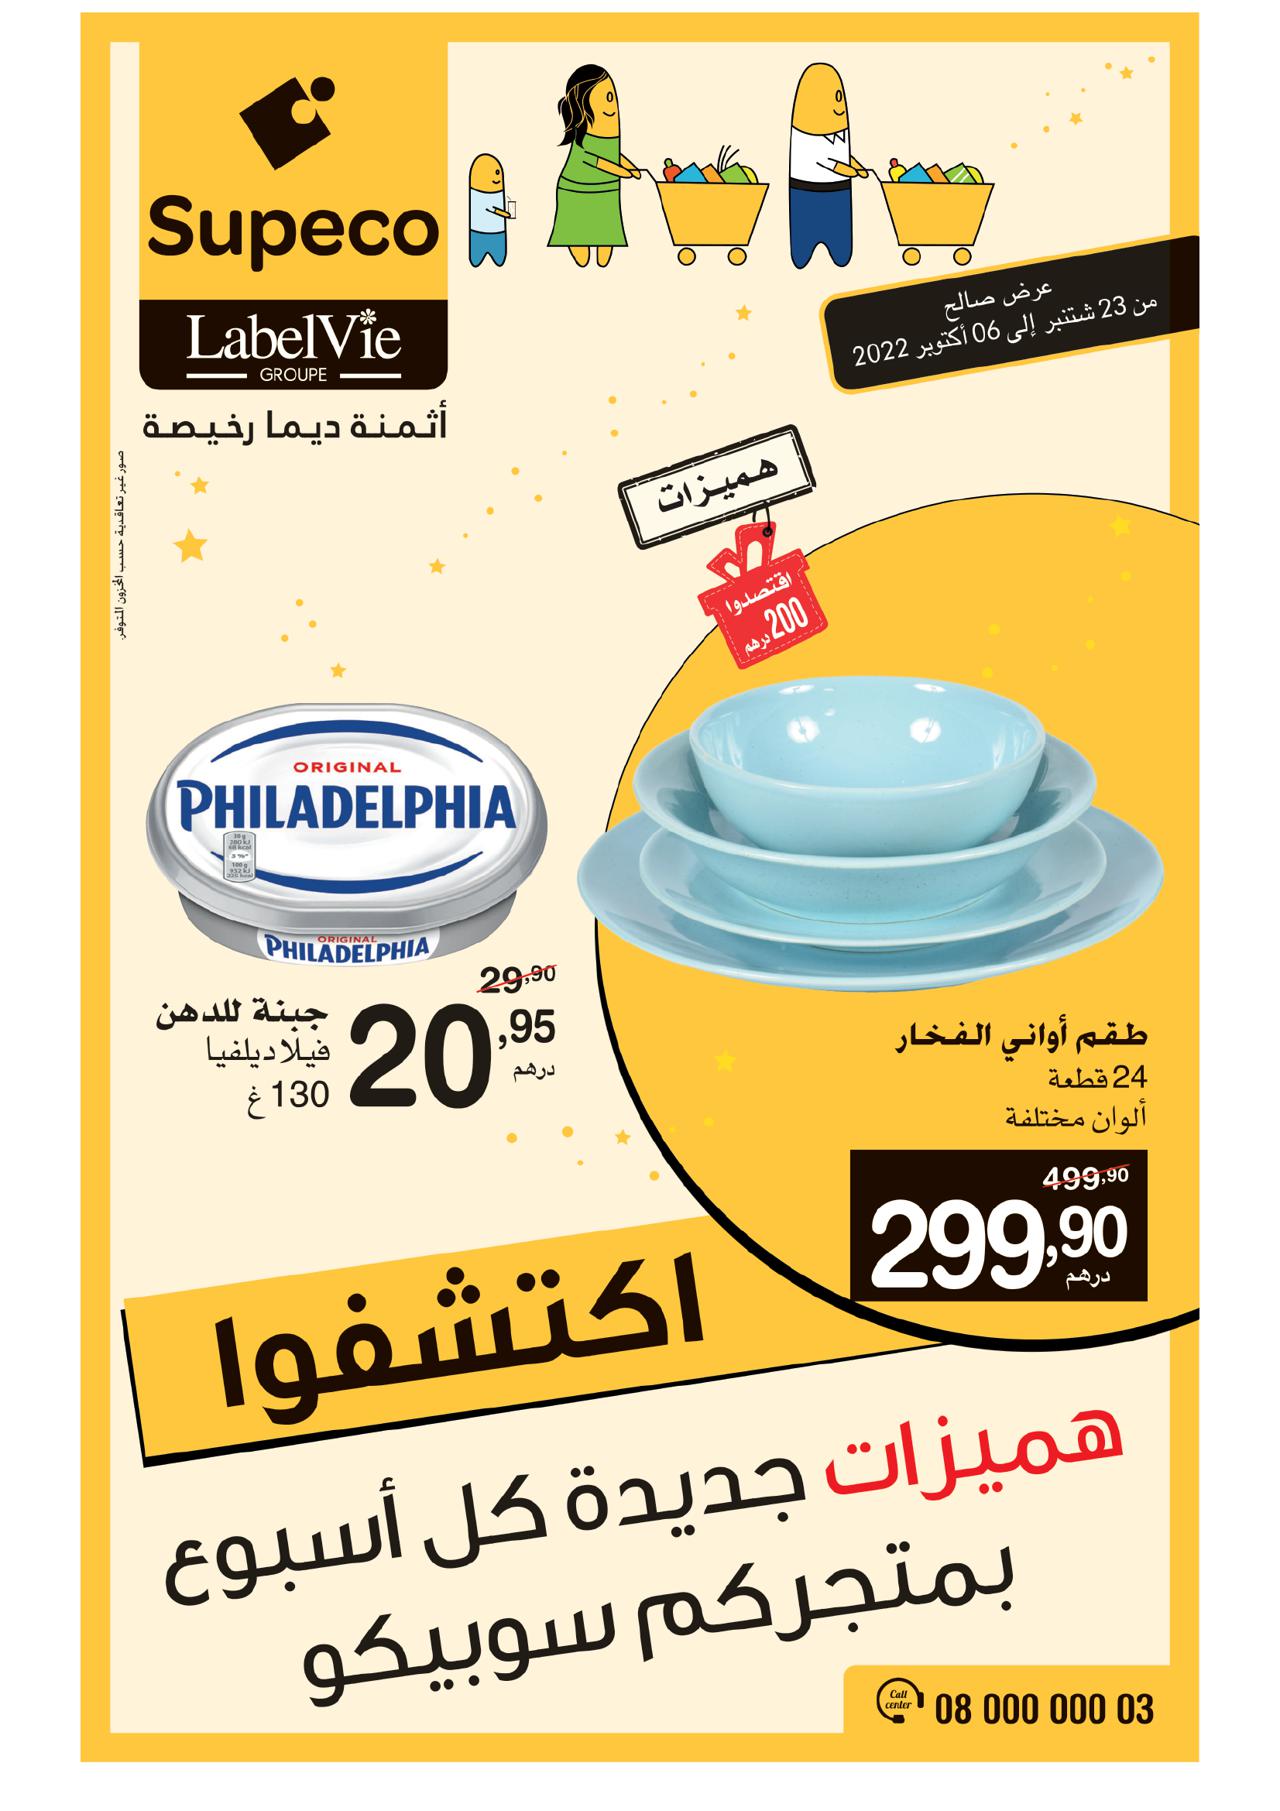 Supeco
LabelVie
GROUPE
أثمنة ديما رخيصة
عرض صالح
من 23 شتنبر إلى 06 أكتوبر 2022
صور غير تعاقدية حسب المخزون المتوفر
هميزات
اقتصدوا
200 درهم
ORIGINAL
PHILADELPHIA
ORIGINAL
PHILADELPHIA
29,90
20,95
درهم
جبنة للدهن
فيلاديلفيا
130 غ
طقم أواني الفخار
24 قطعة
ألوان مختلفة
499,90
299,90
درهم
اكتشفوا
هميزات جديدة كل أسبوع
بمتجركم سوبيكو
Call
center
08 000 000 03